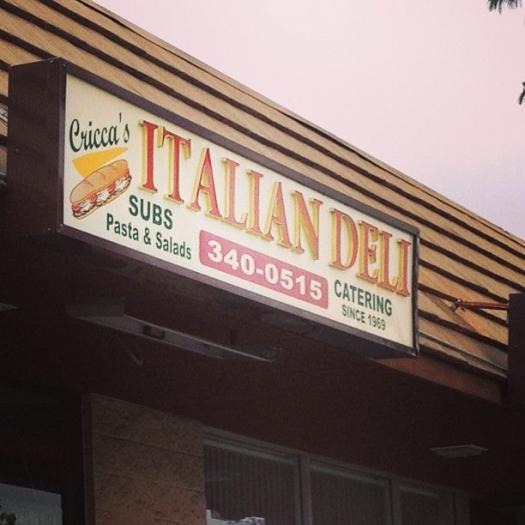 Cricca's
ITALIAN DELI
SUBS
Pasta & Salads
340-0515
CATERING
SINCE 1969